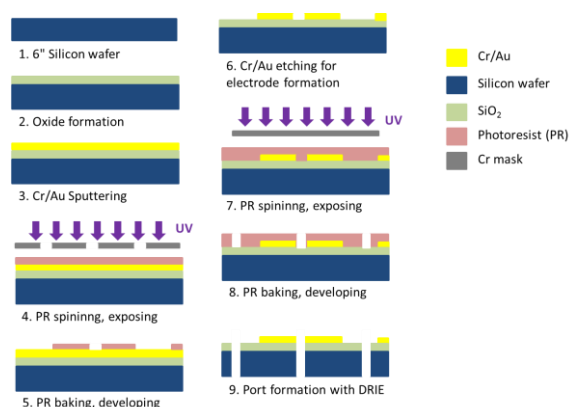 1. 6" Silicon wafer
2. Oxide formation
3. Cr/Au Sputtering
UV
4. PR spininng, exposing
5. PR baking, developing
6. Cr/Au etching for
electrode formation
UV
7. PR spininng, exposing
8. PR baking, developing
9. Port formation with DRIE
Cr/Au
Silicon wafer
SiO2
Photoresist (PR)
Cr mask